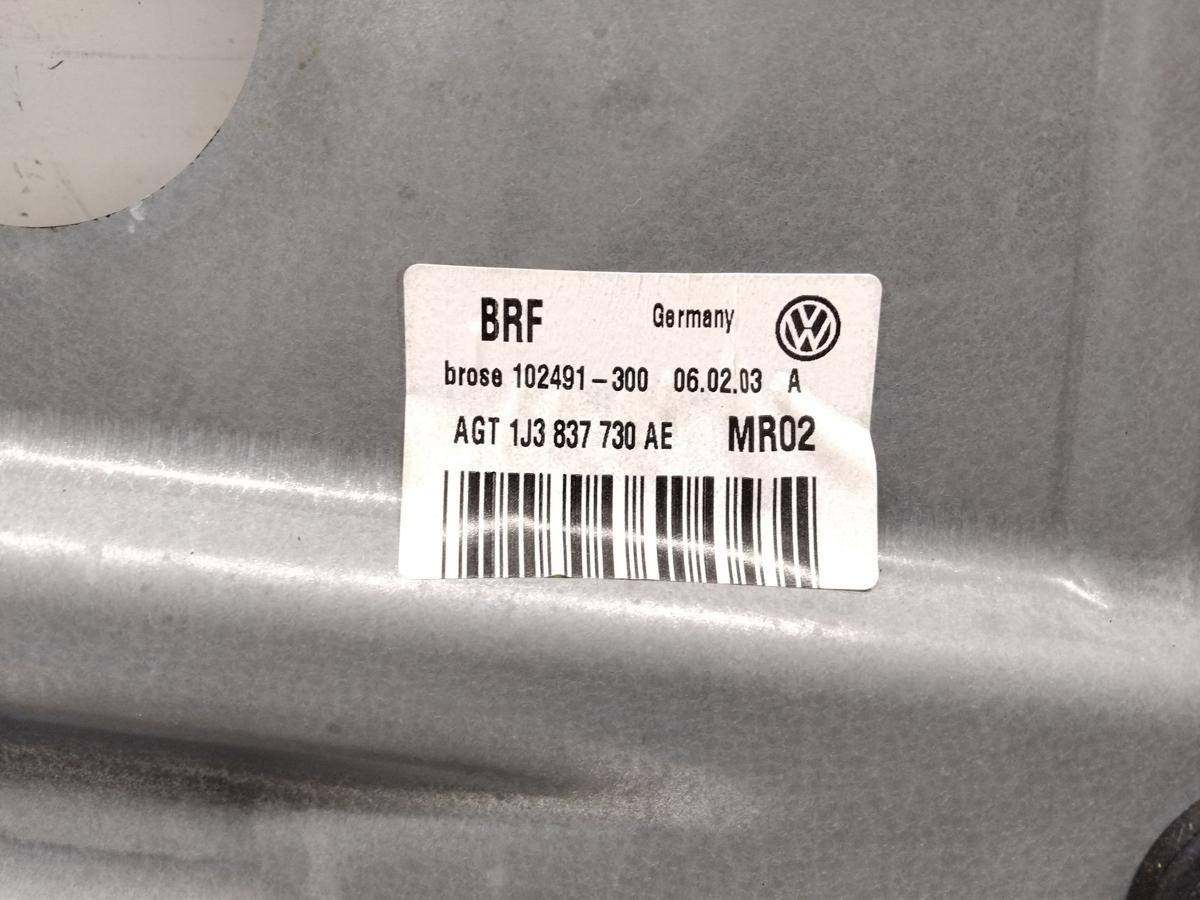 BRF Germany
brose 102491-300 06.02.03 A
AGT 1J3 837 730 AE MR02